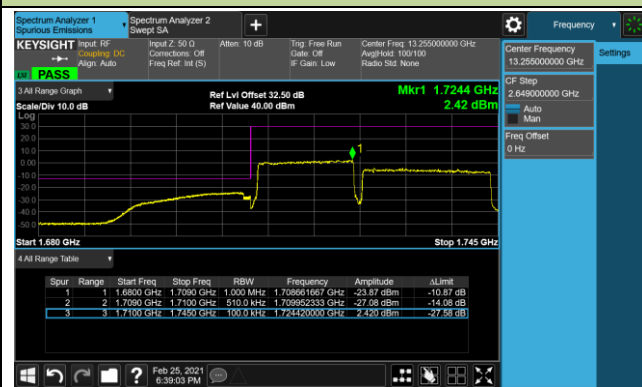 Spectrum Analyzer 1
Spurious Emissions
Spectrum Analyzer 2
Swept SA
Frequency
KEYSIGHT
Input: RF
Coupling: DC
Align: Auto
Input Z: 50 Ω
Corrections: Off
Freq Ref: Int (S)
Atten: 10 dB
Trig: Free Run
Gate: Off
IF Gain: Low
Center Freq: 13.255000000 GHz
Avg|Hold: 100/100
Radio Std: None
LXI PASS
Center Frequency
13.255000000 GHz
Settings
CF Step
2.649000000 GHz
Auto
Man
Freq Offset
0 Hz
3 All Range Graph
Scale/Div 10.0 dB
Ref Lvl Offset 32.50 dB
Ref Value 40.00 dBm
Mkr1 1.7244 GHz
2.42 dBm
Log
30.0
20.0
10.0
0.00
-10.0
-20.0
-30.0
-40.0
-50.0
1
Start 1.680 GHz
Stop 1.745 GHz
4 All Range Table
Spur Range Start Freq Stop Freq RBW Frequency Amplitude ΔLimit
1 1 1.6800 GHz 1.7090 GHz 1.000 MHz 1.708661667 GHz -23.87 dBm -10.87 dB
2 2 1.7090 GHz 1.7100 GHz 510.0 kHz 1.709952333 GHz -27.08 dBm -14.08 dB
3 3 1.7100 GHz 1.7450 GHz 100.0 kHz 1.724420000 GHz 2.420 dBm -27.58 dB
?
Feb 25, 2021
6:39:03 PM